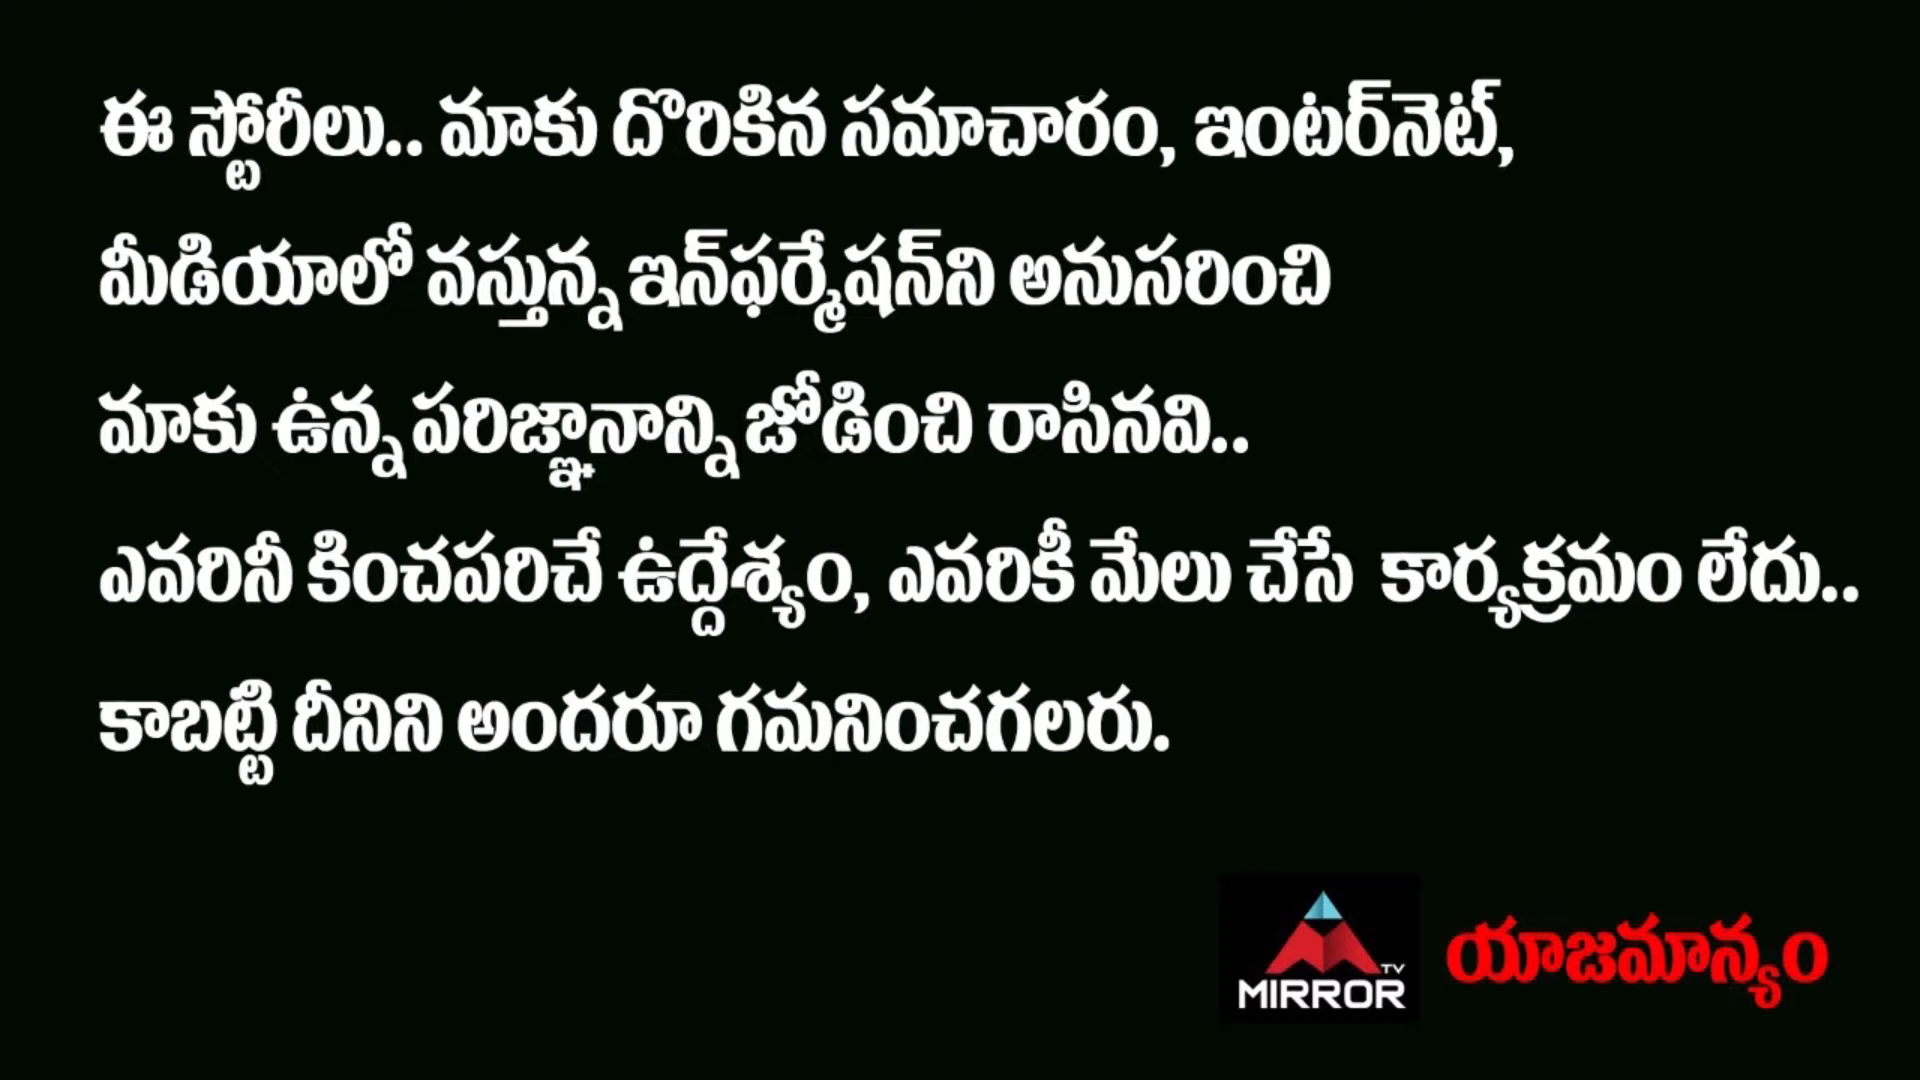 ఈ స్టోరీలు.. మాకు దొరికిన సమాచారం, ఇంటర్‌నెట్,
మీడియాలో వస్తున్న ఇన్‌ఫర్మేషన్‌ని అనుసరించి
మాకు ఉన్న పరిజ్ఞానాన్ని జోడించి రాసినవి..
ఎవరినీ కించపరిచే ఉద్దేశ్యం, ఎవరికీ మేలు చేసే కార్యక్రమం లేదు..
కాబట్టి దీనిని అందరూ గమనించగలరు.
MIRROR TV యాజమాన్యం